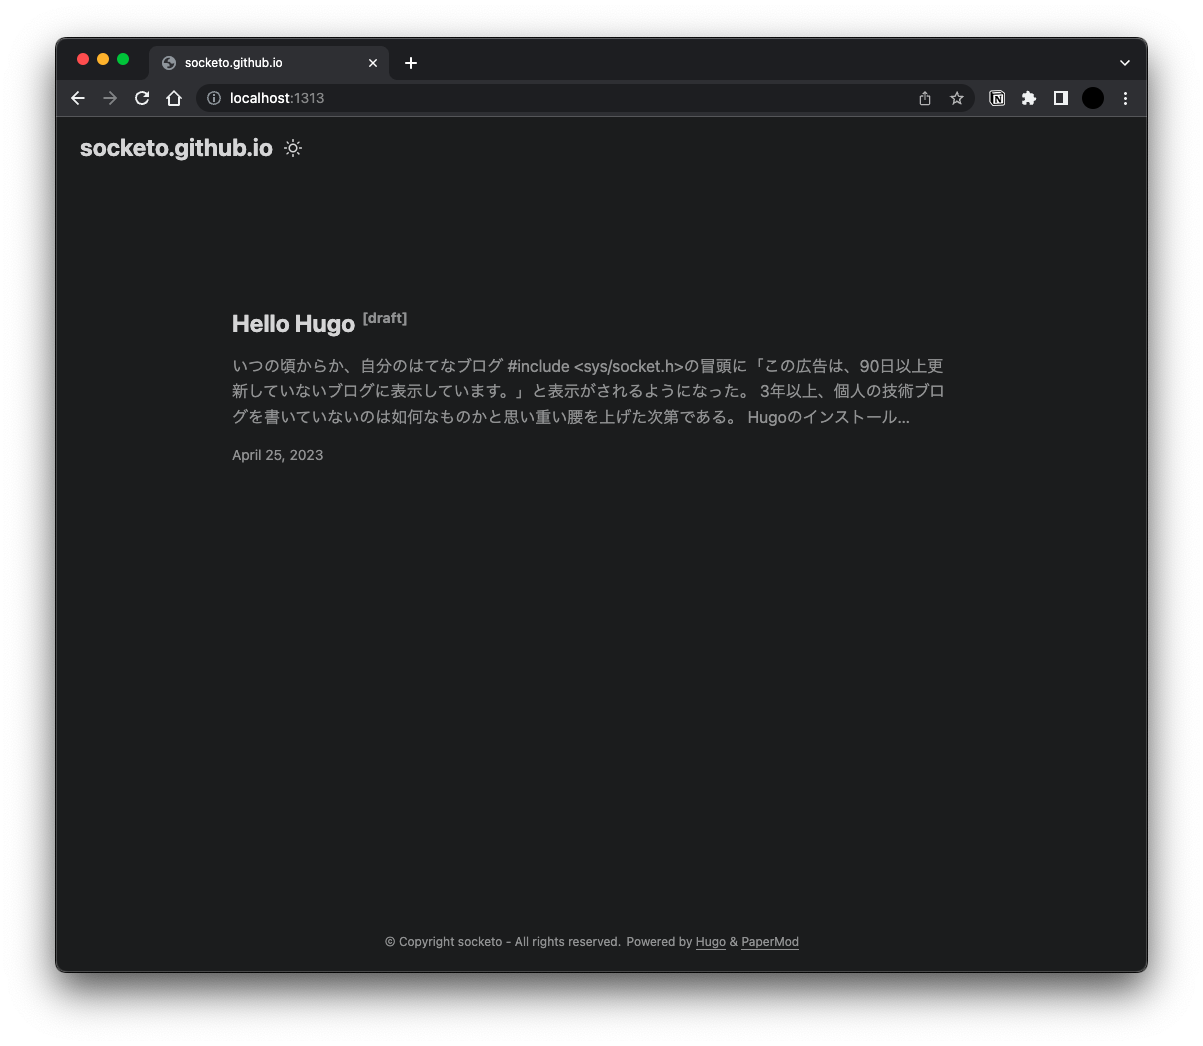 socketo.github.io
localhost:1313
socketo.github.io
Hello Hugo [draft]
いつの頃からか、自分のはてなブログ #include <sys/socket.h>の冒頭に「この広告は、90日以上更
新していないブログに表示しています。」と表示がされるようになった。 3年以上、個人の技術ブロ
グを書いていないのは如何なものかと思い重い腰を上げた次第である。 Hugoのインストール...
April 25, 2023
© Copyright socketo - All rights reserved. Powered by Hugo & PaperMod